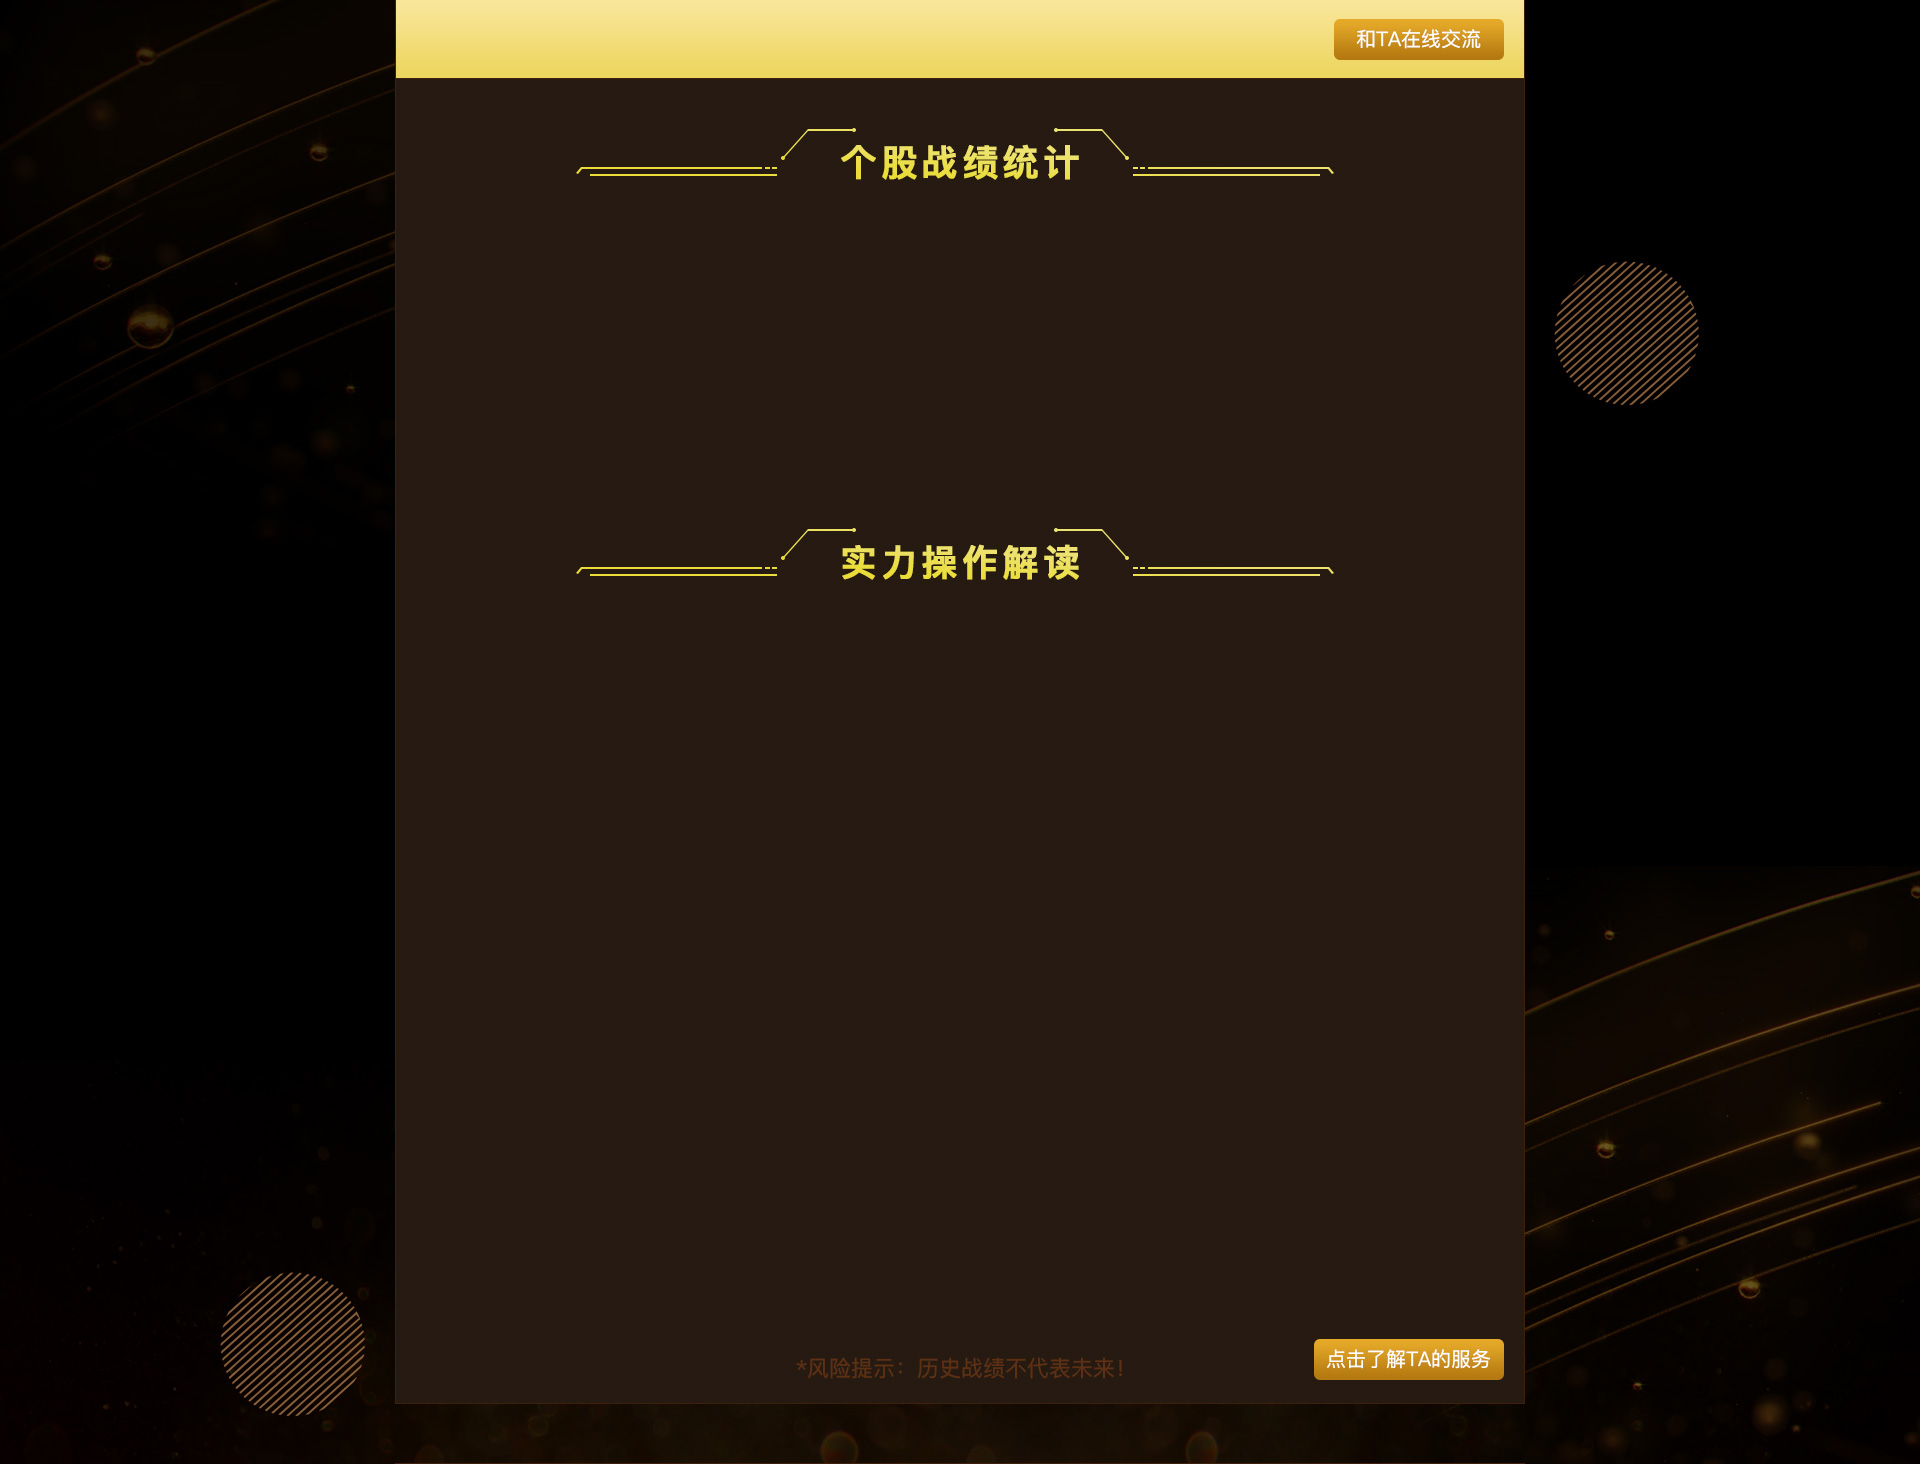 和TA在线交流
个股战绩统计
实力操作解读
*风险提示：历史战绩不代表未来！
点击了解TA的服务